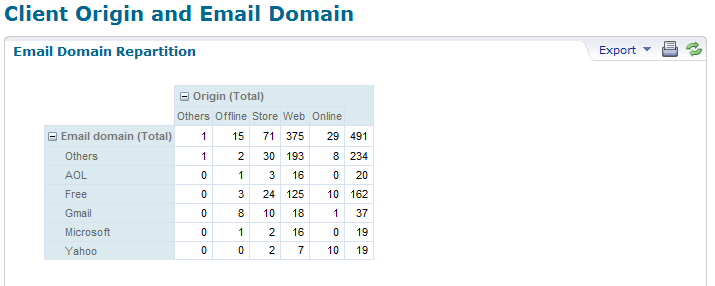 Client Origin and Email Domain
Email Domain Repartition
Export
Origin (Total)
Others Offline Store Web Online
Email domain (Total) 1 15 71 375 29 491
Others 1 2 30 193 8 234
AOL 0 1 3 16 0 20
Free 0 3 24 125 10 162
Gmail 0 8 10 18 1 37
Microsoft 0 1 2 16 0 19
Yahoo 0 0 2 7 10 19